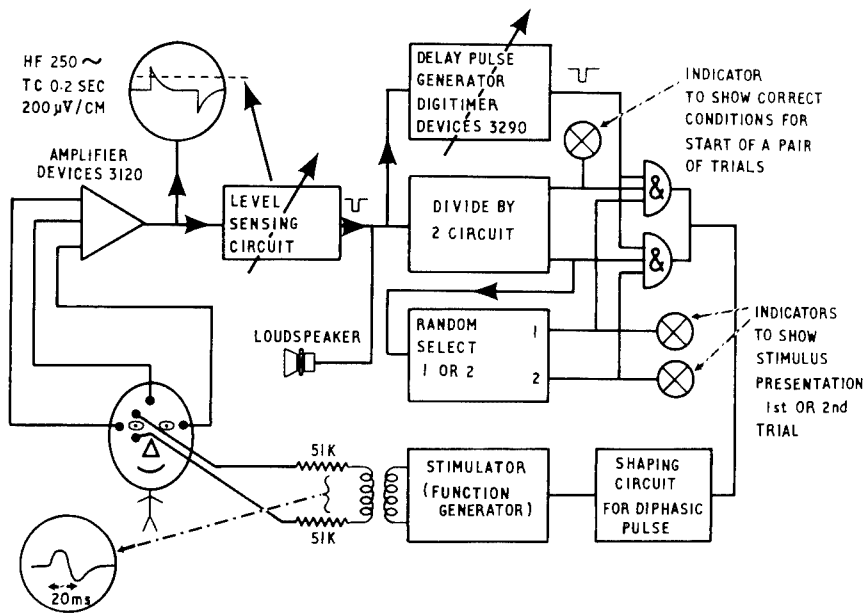 HF 250 ~
TC 0·2 SEC
200 μV/CM
AMPLIFIER
DEVICES 3120
LEVEL
SENSING
CIRCUIT
DELAY PULSE
GENERATOR
DIGITIMER
DEVICES 3290
INDICATOR
TO SHOW CORRECT
CONDITIONS FOR
START OF A PAIR
OF TRIALS
DIVIDE BY
2 CIRCUIT
&
&
LOUDSPEAKER
RANDOM
SELECT
1 OR 2
1
2
INDICATORS
TO SHOW
STIMULUS
PRESENTATION
1st OR 2nd
TRIAL
51K
51K
STIMULATOR
(FUNCTION
GENERATOR)
SHAPING
CIRCUIT
FOR DIPHASIC
PULSE
20ms